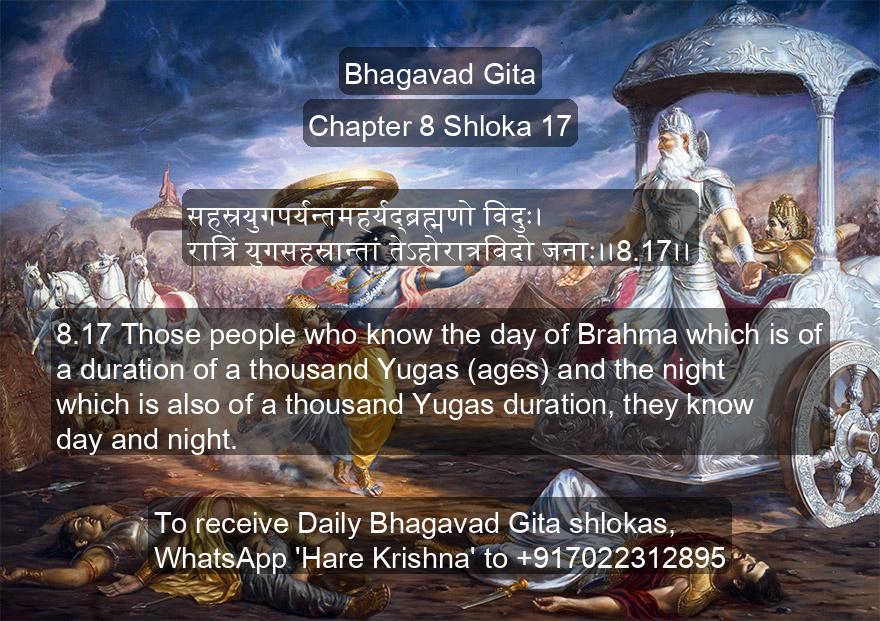 Bhagavad Gita
Chapter 8 Shloka 17
सहस्रयुगपर्यन्तमहर्यद्ब्रह्मणो विदुः।
रात्रिं युगसहस्रान्तां तेऽहोरात्रविदो जनाः।।8.17।।
8.17 Those people who know the day of Brahma which is of
a duration of a thousand Yugas (ages) and the night
which is also of a thousand Yugas duration, they know
day and night.
To receive Daily Bhagavad Gita shlokas,
WhatsApp 'Hare Krishna' to +917022312895